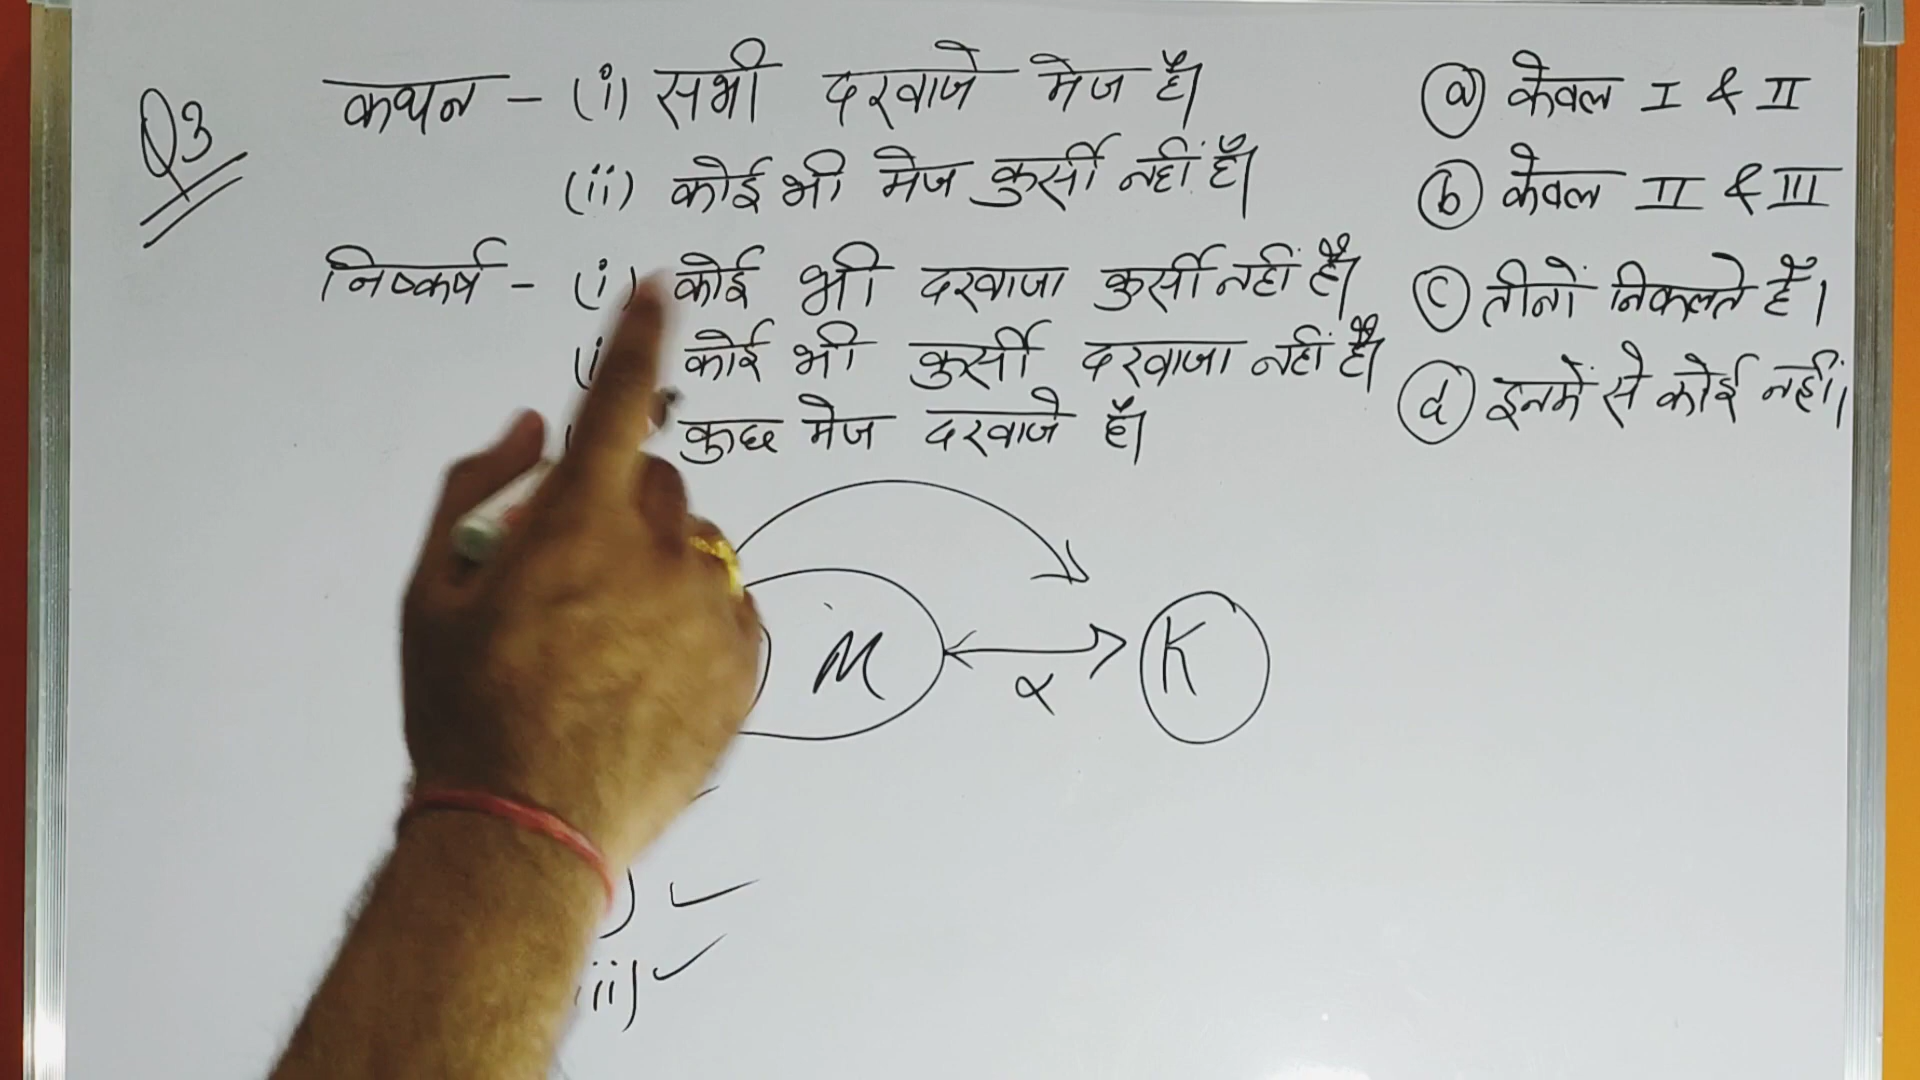 Q3
कथन - (i) सभी दरवाजे मेज हैं।
(ii) कोई भी मेज कुर्सी नहीं हैं।
निष्कर्ष - (i) कोई भी दरवाजा कुर्सी नहीं है।
कोई भी कुर्सी दरवाजा नहीं है।
कुछ मेज दरवाजे हैं।
(a) केवल I & II
(b) केवल II & III
(c) तीनों निकलते हैं।
(d) इनमें से कोई नहीं।
M K
iii) ✓